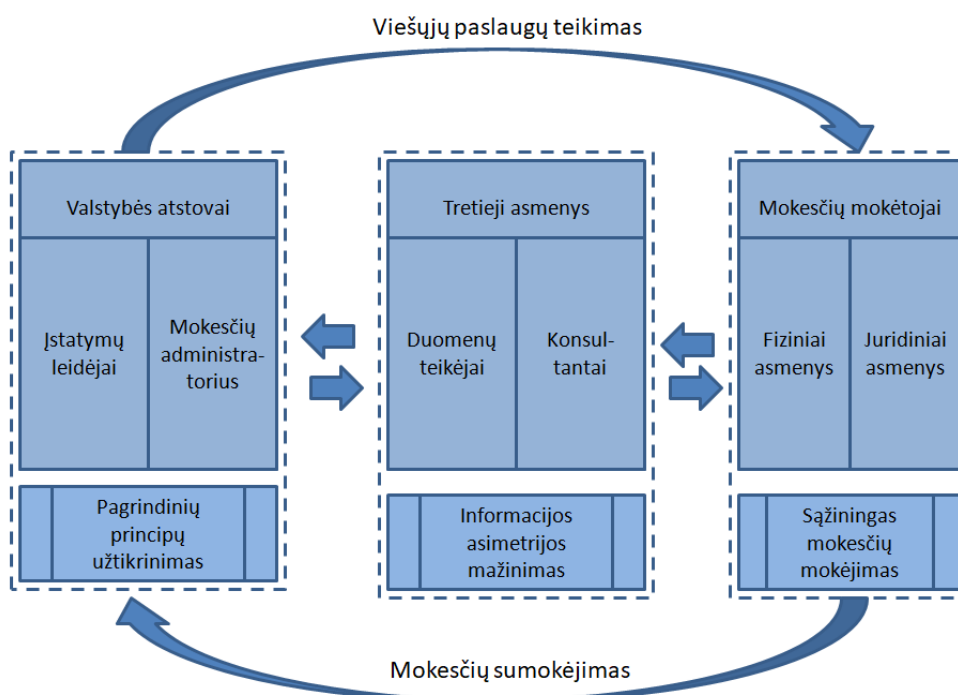 Viešųjų paslaugų teikimas
Valstybės atstovai
Įstatymų
leidėjai
Mokesčių
administra-
torius
Pagrindinių
principų
užtikrinimas
Tretieji asmenys
Duomenų
teikėjai
Konsul-
tantai
Informacijos
asimetrijos
mažinimas
Mokesčių mokėtojai
Fiziniai
asmenys
Juridiniai
asmenys
Sąžiningas
mokesčių
mokėjimas
Mokesčių sumokėjimas